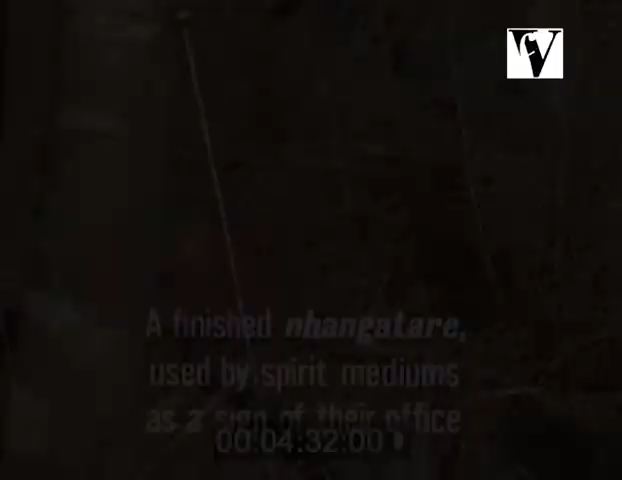 A finished nhangatare,
used by spirit mediums
as a sign of their office
00:04:32:00